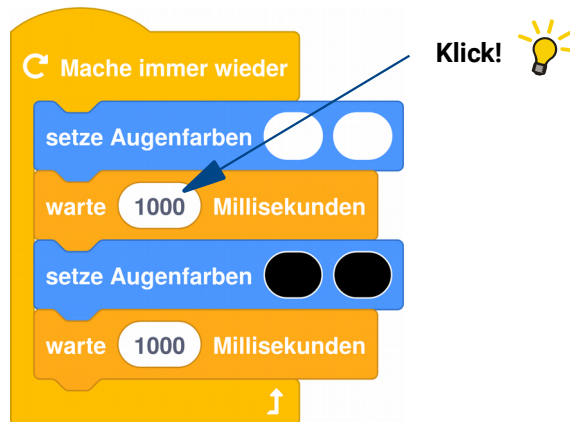 Klick!
Mache immer wieder
setze Augenfarben
warte 1000 Millisekunden
setze Augenfarben
warte 1000 Millisekunden